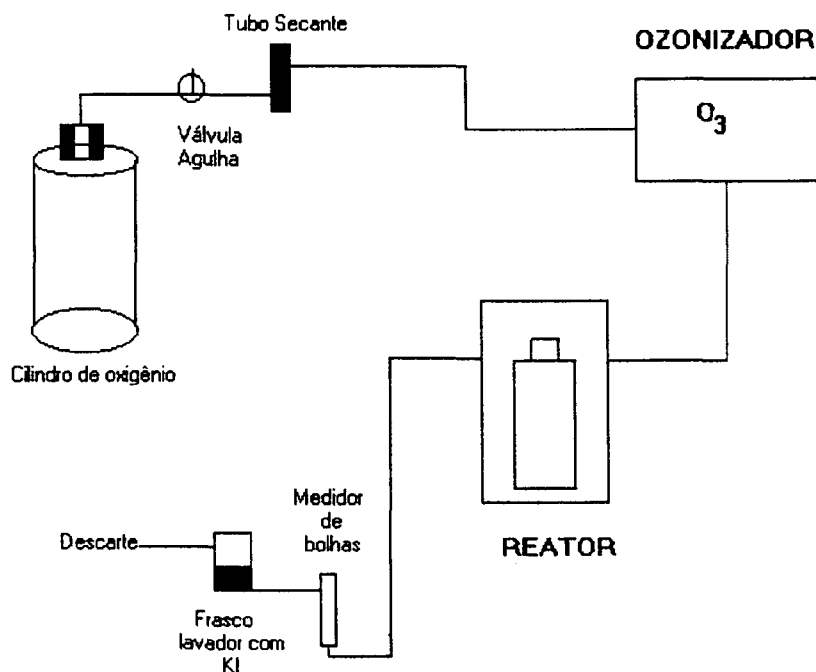 Tubo Secante
OZONIZADOR
O3
Válvula
Agulha
Cilindro de oxigênio
REATOR
Medidor
de
bolhas
Descarte
Frasco
lavador com
KI